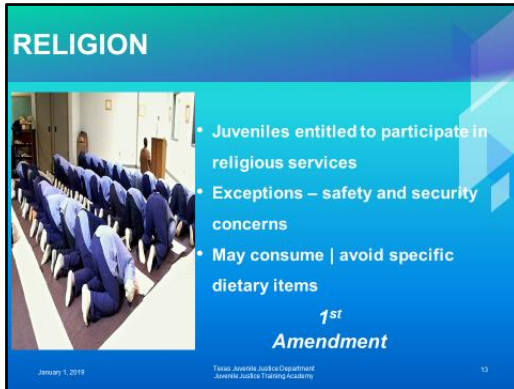 RELIGION
• Juveniles entitled to participate in
religious services
• Exceptions – safety and security
concerns
• May consume | avoid specific
dietary items
1st
Amendment
January 1, 2019
Texas Juvenile Justice Department
Juvenile Justice Training Academy
13